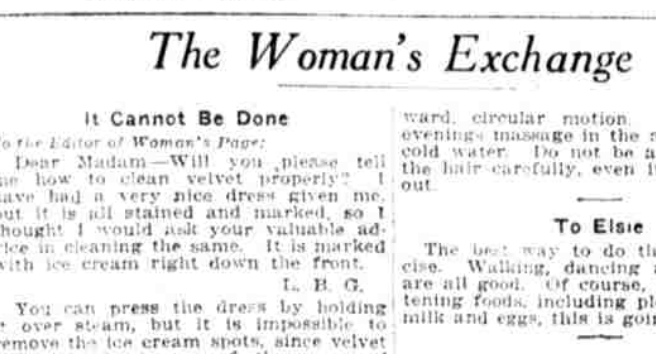 The Woman's Exchange
It Cannot Be Done
To the Editor of Woman's Page:
Dear Madam—Will you please tell
me how to clean velvet properly? I
have had a very nice dress given me,
but it is all stained and marked, so I
thought I would ask your valuable ad-
vice in cleaning the same. It is marked
with ice cream right down the front.
L. B. G.
You can press the dress by holding
it over steam, but it is impossible to
remove the ice cream spots, since velvet
ward, circular motion.
evenings massage in the
cold water. Do not be a
the hair carefully, even i
out.
To Elsie
The best way to do th
cise. Walking, dancing
are all good. Of course,
tening foods, including pl
milk and eggs, this is goi